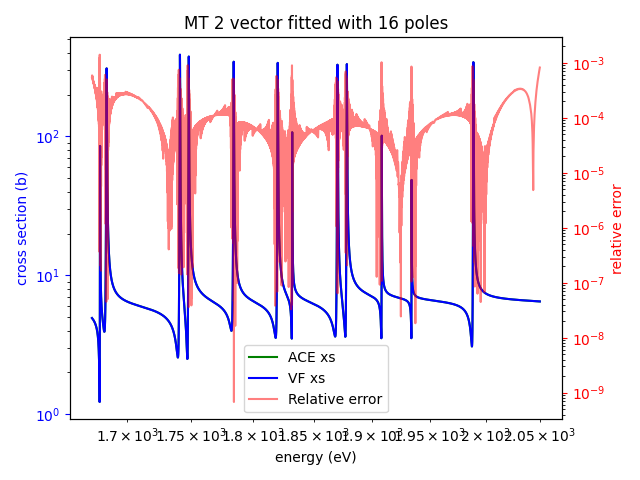 MT 2 vector fitted with 16 poles
cross section (b)
10²
10¹
10⁰
10⁻³
10⁻⁴
10⁻⁵
10⁻⁶
10⁻⁷
10⁻⁸
10⁻⁹
relative error
ACE xs
VF xs
Relative error
1.7 × 10³ 1.75 × 10³ 1.8 × 10³ 1.85 × 10³ 1.9 × 10³ 1.95 × 10³ 2 × 10³ 2.05 × 10³
energy (eV)